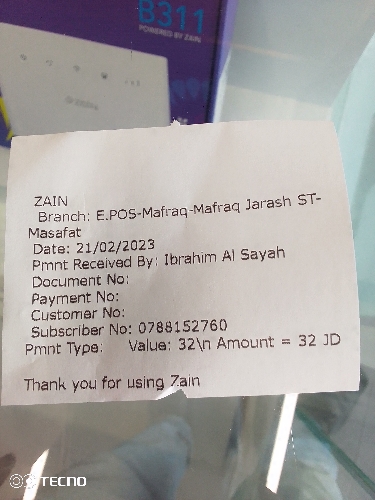 8311
POWERED BY ZAIN
ZAIN
Branch: E.POS-Mafraq-Mafraq Jarash ST-
Masafat
Date: 21/02/2023
Pmnt Received By: Ibrahim Al Sayah
Document No:
Payment No:
Customer No:
Subscriber No: 0788152760
Pmnt Type: Value: 32\n Amount = 32 JD
Thank you for using Zain
TECNO